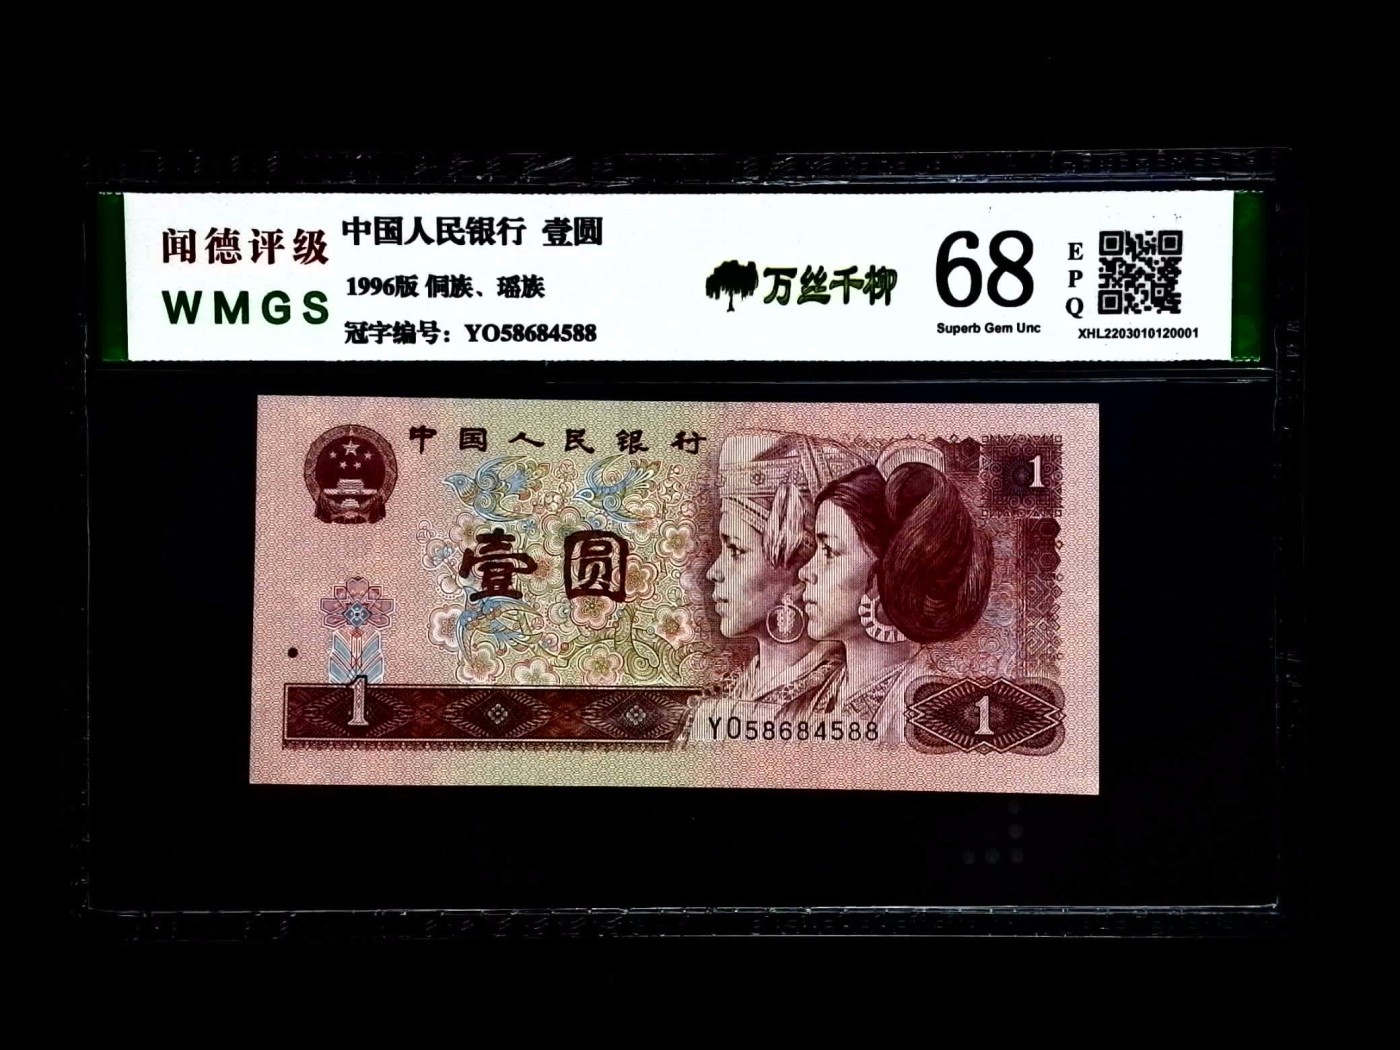 闻德评级
WMGS
中国人民银行 壹圆
1996版 侗族、瑶族
冠字编号：YO58684588
万丝千柳
68
Superb Gem Unc
EPQ
XHL2203010120001
中国人民银行
壹圆
1
1
1
YO58684588